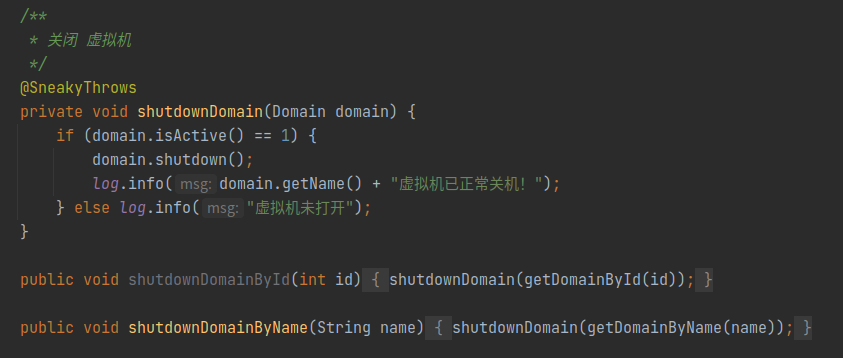 /**
 * 关闭 虚拟机
 */
@SneakyThrows
private void shutdownDomain(Domain domain) {
    if (domain.isActive() == 1) {
        domain.shutdown();
        log.info( msg: domain.getName() + "虚拟机已正常关机！");
    } else log.info( msg: "虚拟机未打开");
}
public void shutdownDomainById(int id) { shutdownDomain(getDomainById(id)); }
public void shutdownDomainByName(String name) { shutdownDomain(getDomainByName(name)); }